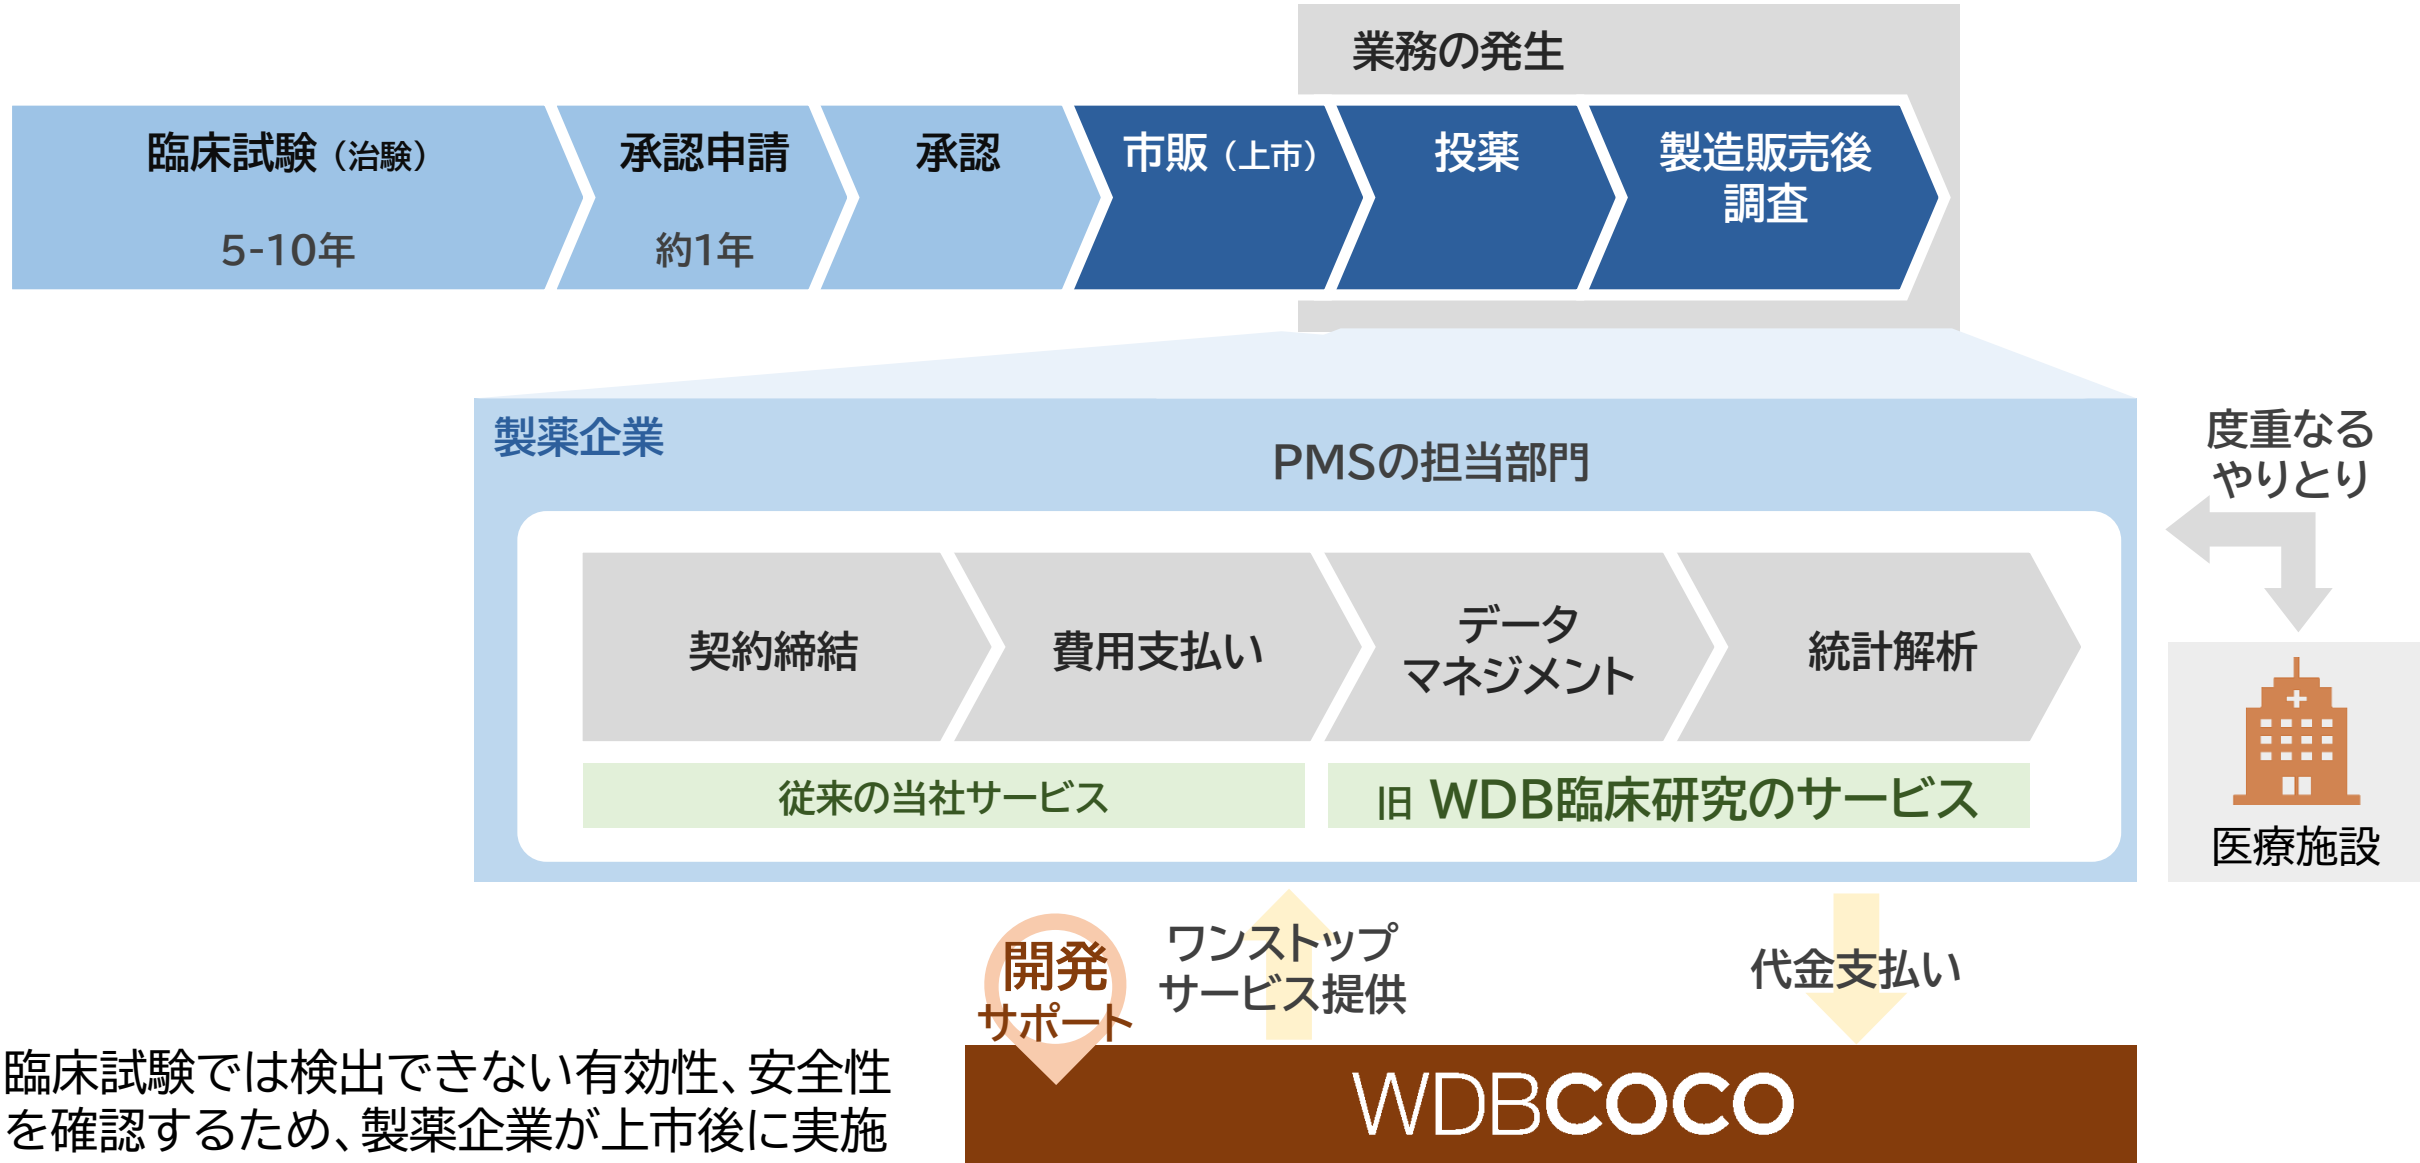 業務の発生
臨床試験（治験）
5-10年
承認申請
約1年
承認
市販（上市）
投薬
製造販売後
調査
製薬企業
PMSの担当部門
度重なる
やりとり
契約締結
費用支払い
データ
マネジメント
統計解析
従来の当社サービス
旧 WDB臨床研究のサービス
医療施設
開発
サポート
ワンストップ
サービス提供
代金支払い
臨床試験では検出できない有効性、安全性
を確認するため、製薬企業が上市後に実施
WDBCOCO